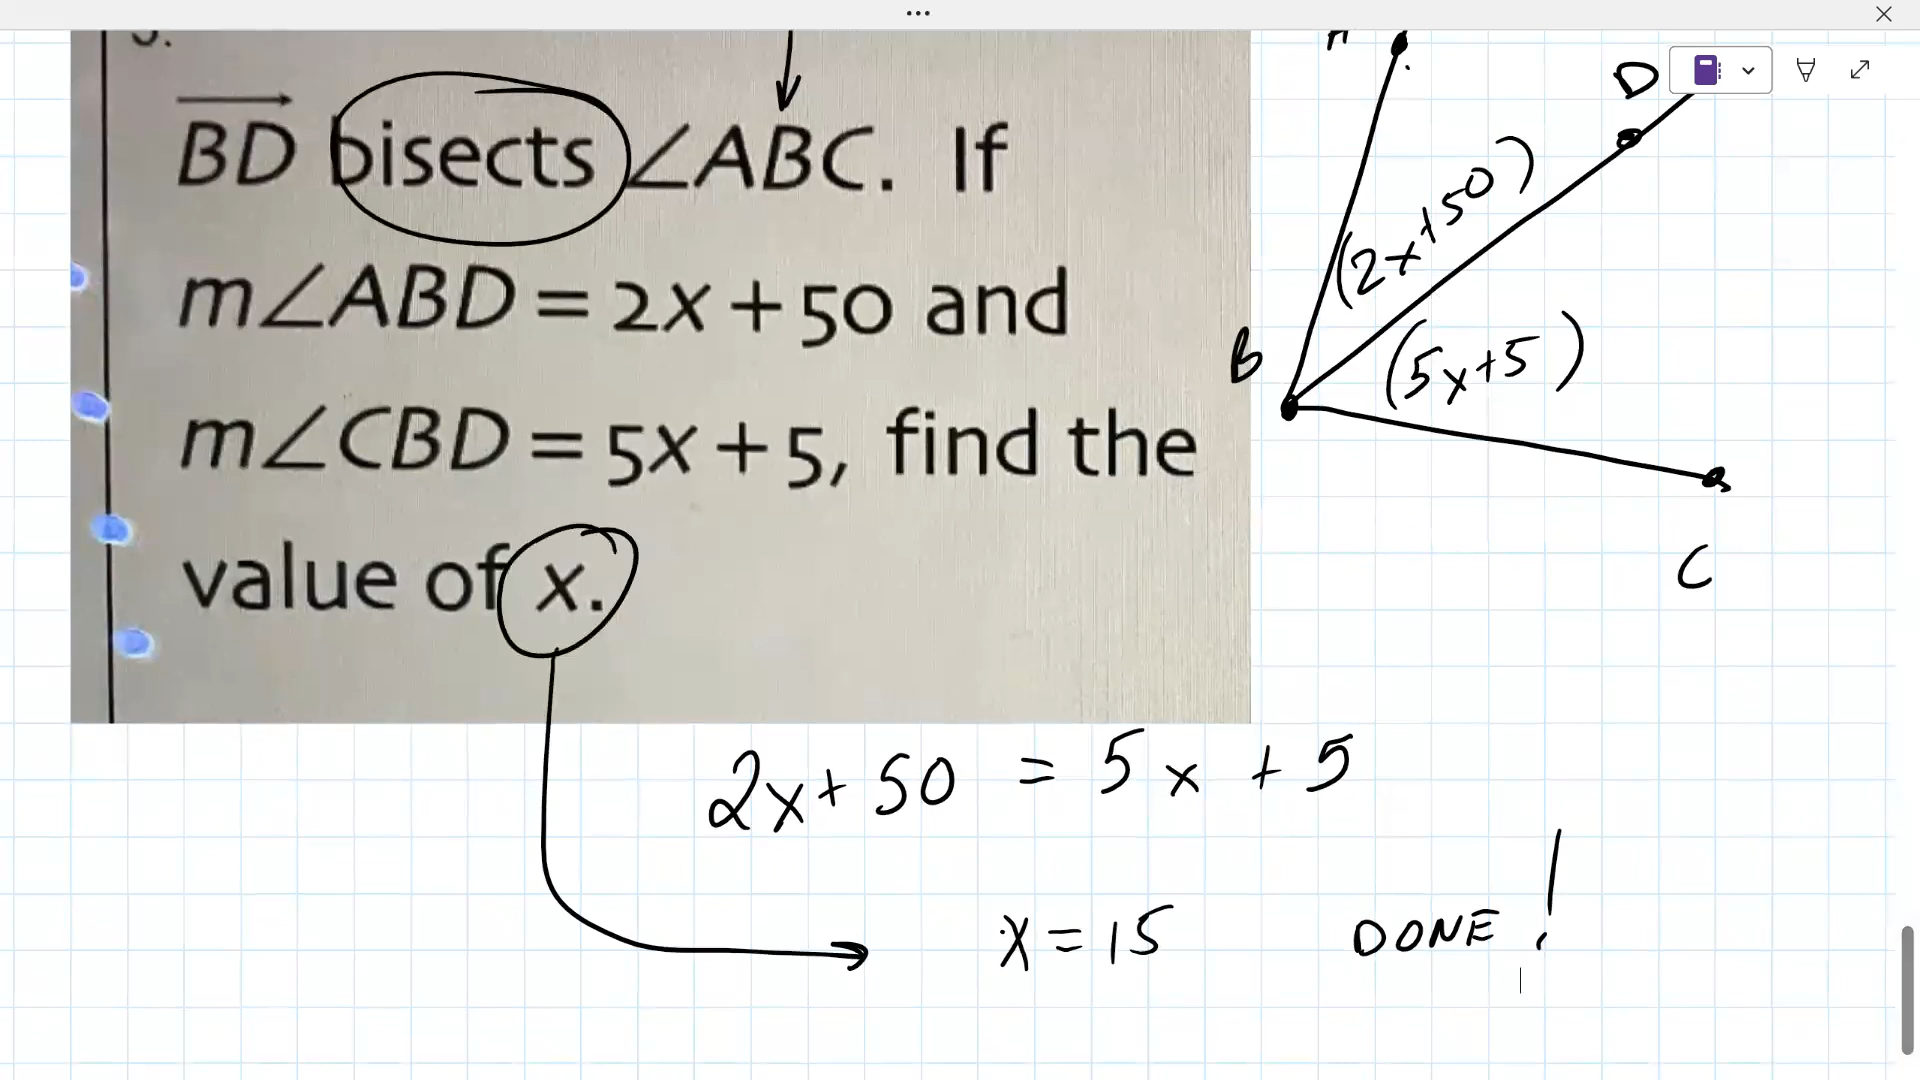 BD bisects ∠ABC. If
m∠ABD = 2x + 50 and
m∠CBD = 5x + 5, find the
value of x.
D
(2x+50)
B
(5x+5)
C
2x+50 = 5x + 5
x = 15 DONE!